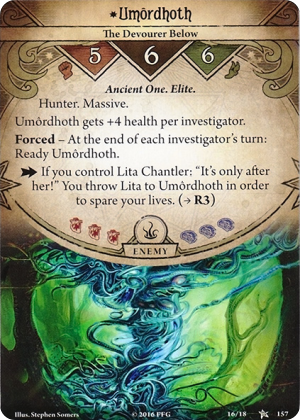 *Umôrdhoth
The Devourer Below
5 6 6
Ancient One. Elite.
Hunter. Massive.
Umôrdhoth gets +4 health per investigator.
Forced – At the end of each investigator's turn:
Ready Umôrdhoth.
If you control Lita Chantler: “It's only after
her!” You throw Lita to Umôrdhoth in order
to spare your lives. (→ R3)
ENEMY
Illus. Stephen Somers © 2016 FFG 16/18 157